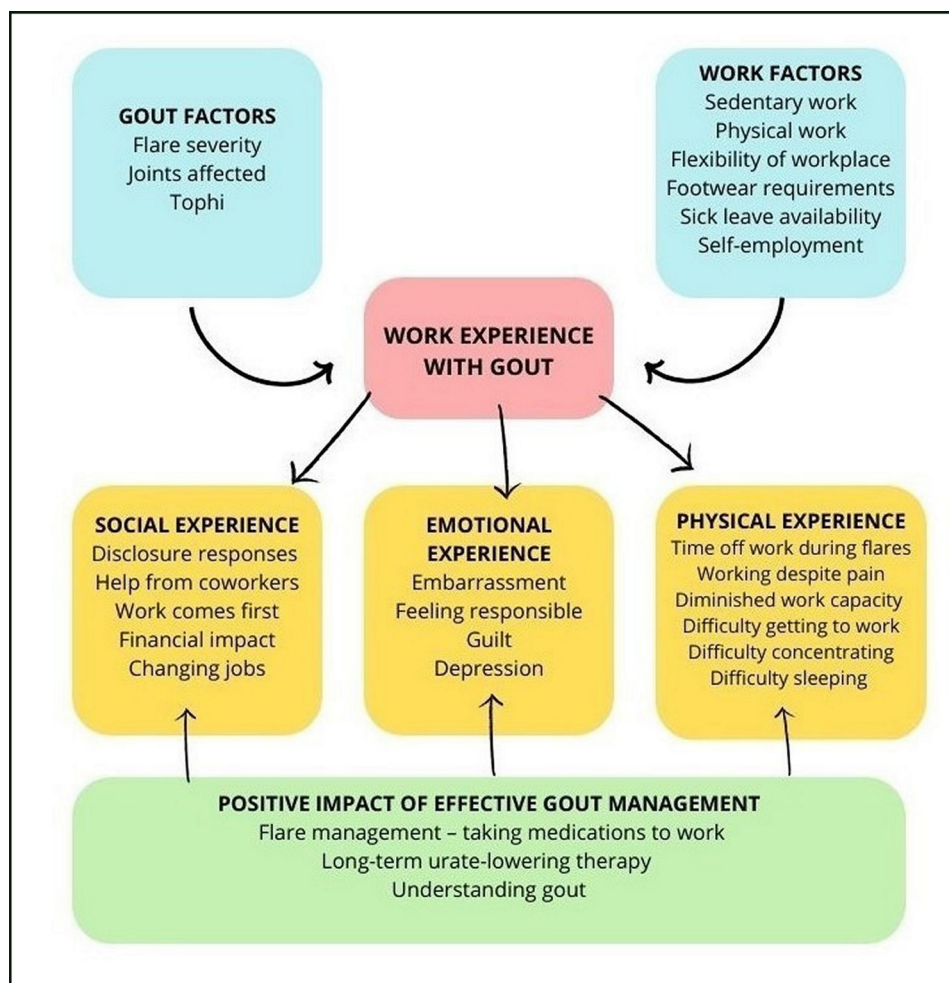 GOUT FACTORS
Flare severity
Joints affected
Tophi
WORK FACTORS
Sedentary work
Physical work
Flexibility of workplace
Footwear requirements
Sick leave availability
Self-employment
WORK EXPERIENCE
WITH GOUT
SOCIAL EXPERIENCE
Disclosure responses
Help from coworkers
Work comes first
Financial impact
Changing jobs
EMOTIONAL
EXPERIENCE
Embarrassment
Feeling responsible
Guilt
Depression
PHYSICAL EXPERIENCE
Time off work during flares
Working despite pain
Diminished work capacity
Difficulty getting to work
Difficulty concentrating
Difficulty sleeping
POSITIVE IMPACT OF EFFECTIVE GOUT MANAGEMENT
Flare management – taking medications to work
Long-term urate-lowering therapy
Understanding gout